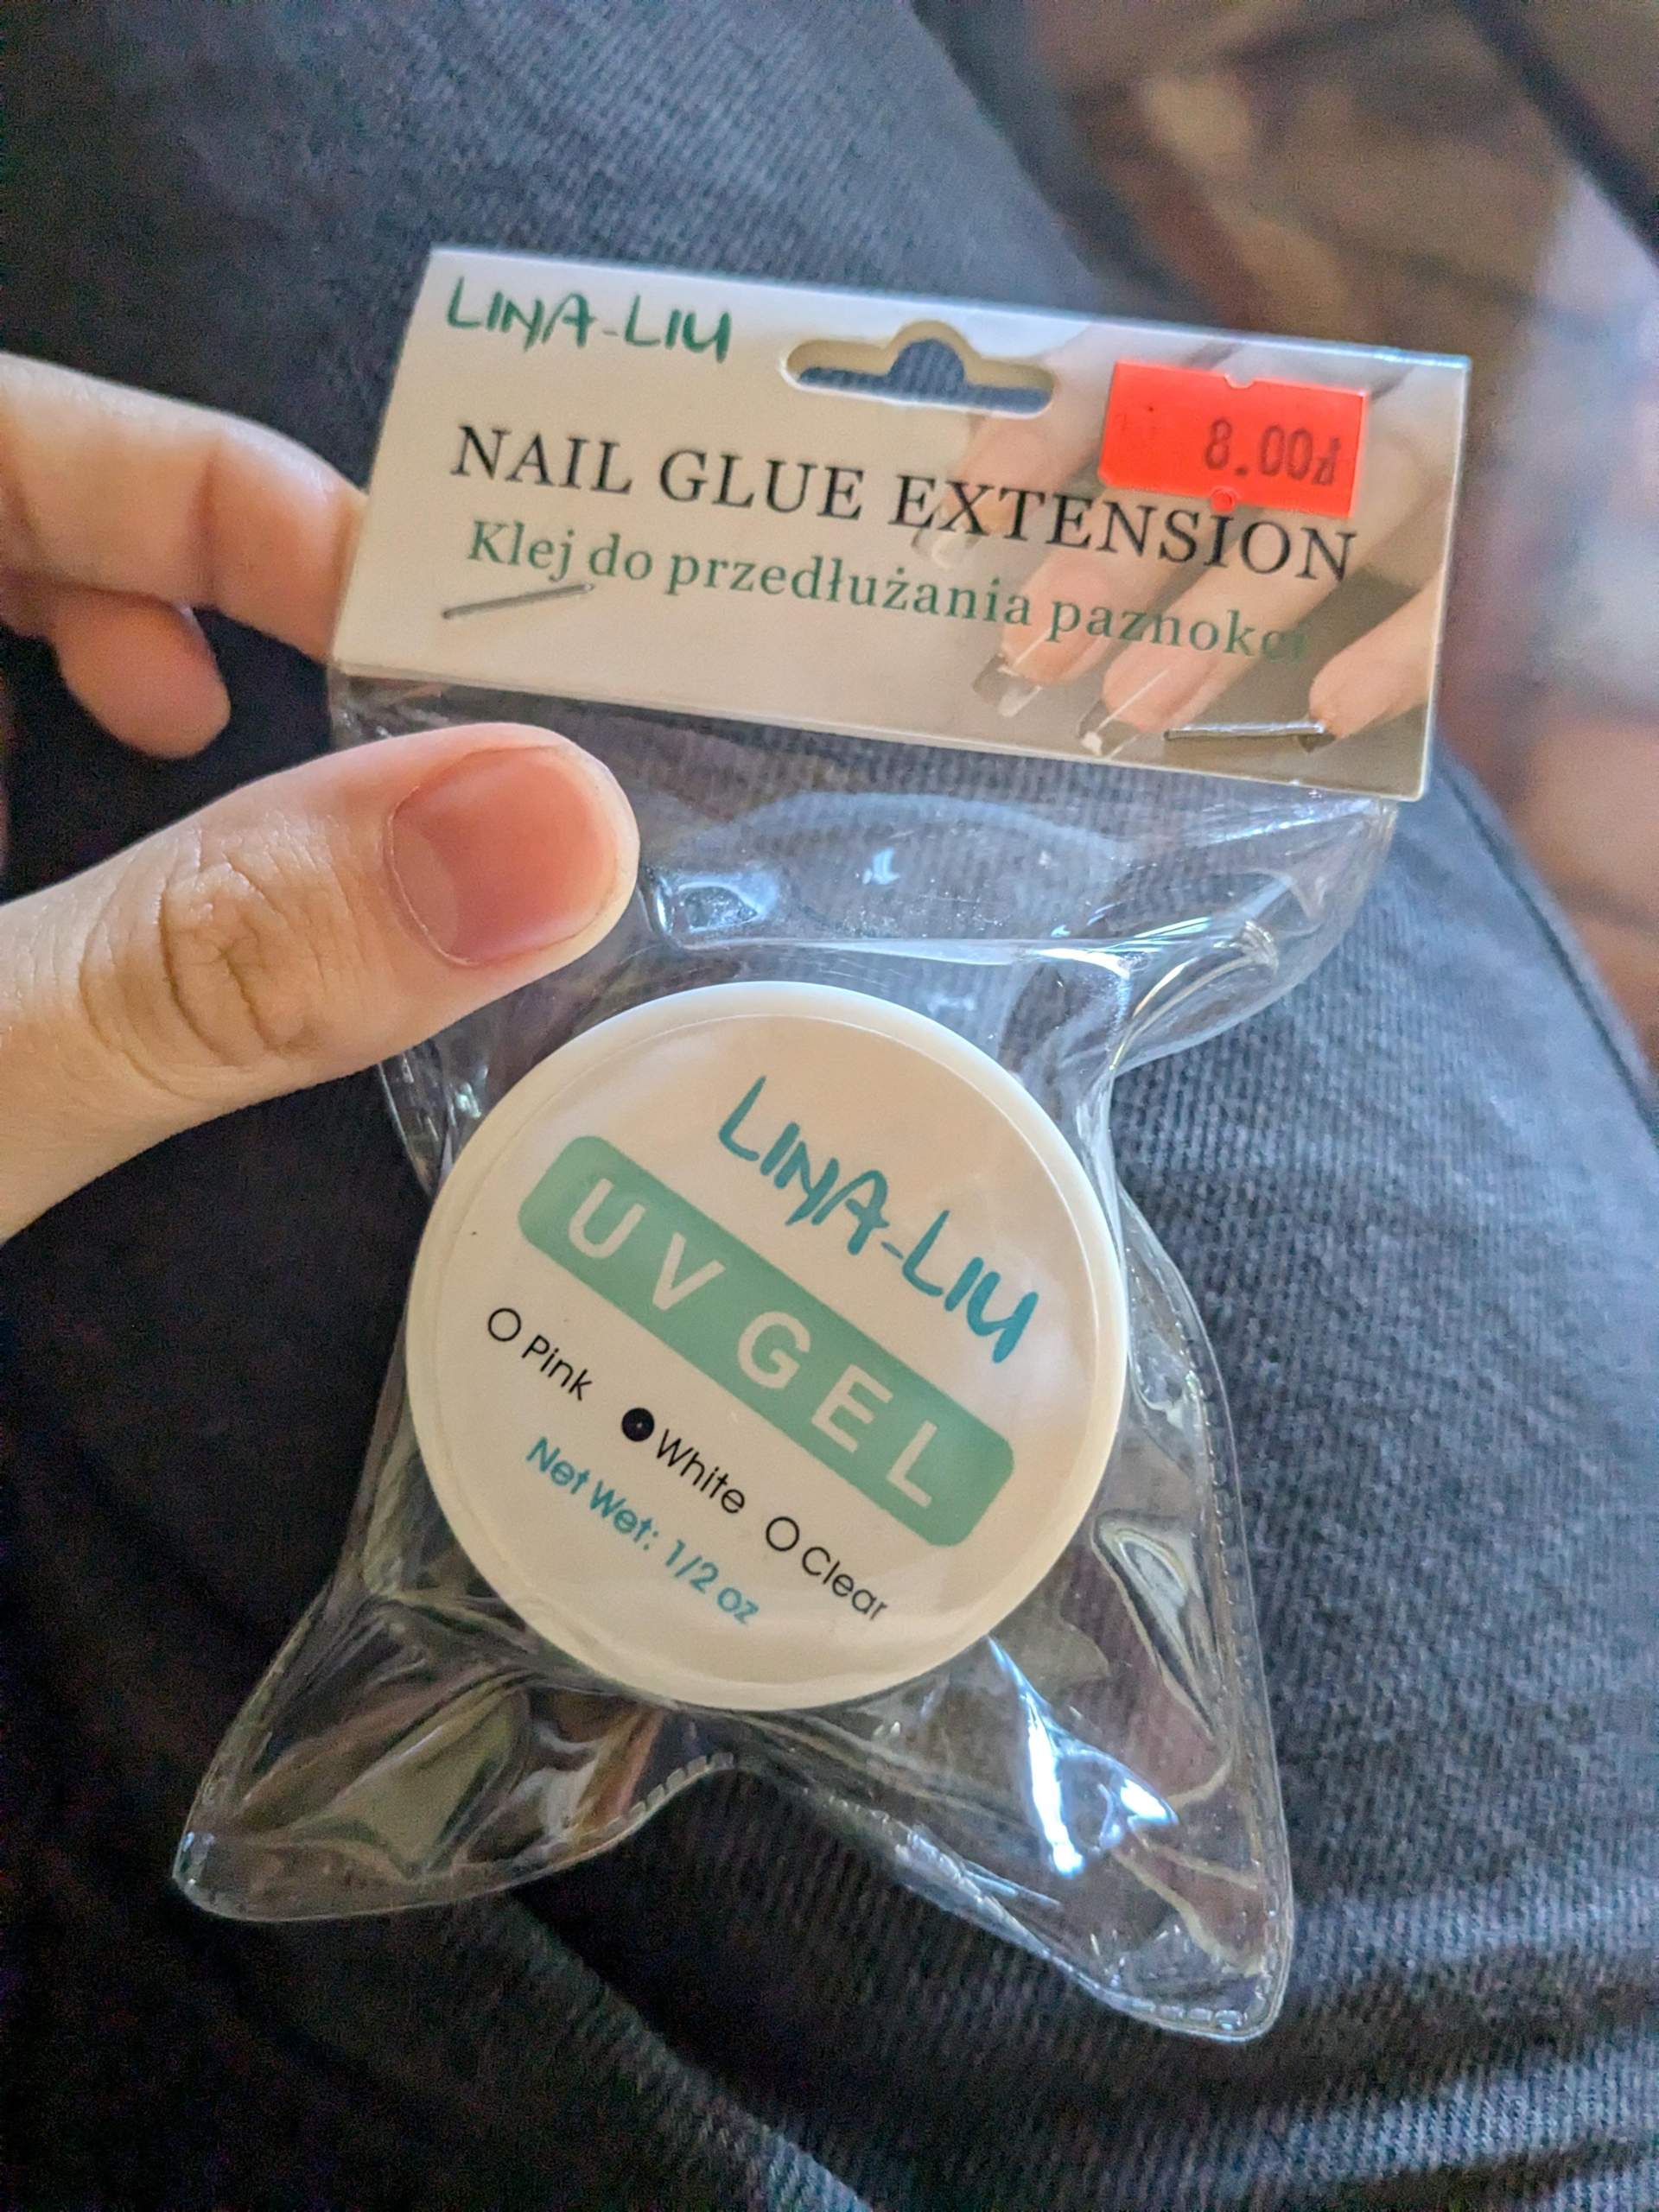 LINA-LIU
8.00zł
NAIL GLUE EXTENSION
Klej do przedłużania paznokci
LINA-LIU
UV GEL
Pink White Clear
Net Wet: 1/2 oz